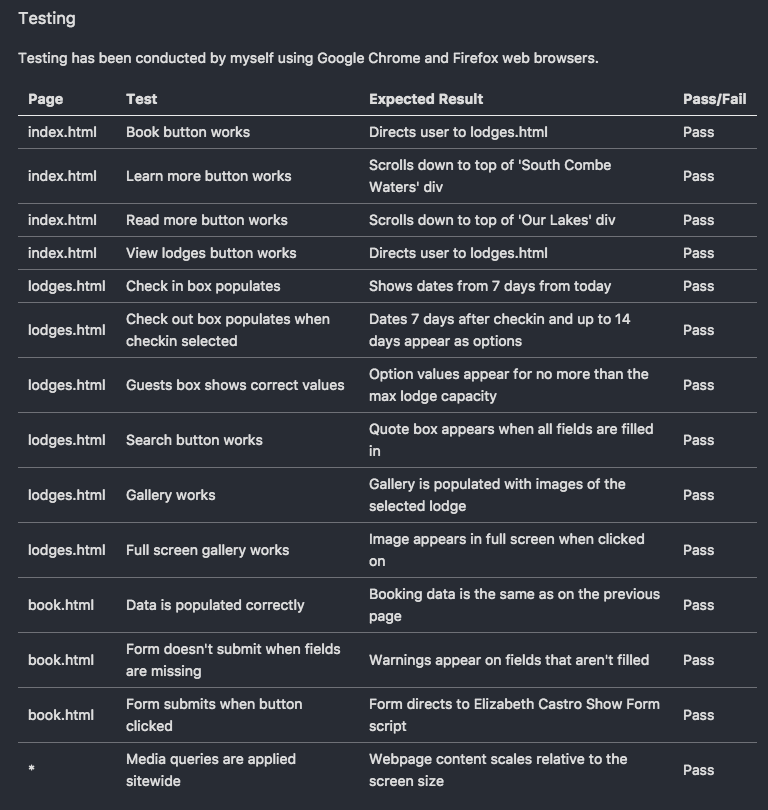 Testing
Testing has been conducted by myself using Google Chrome and Firefox web browsers.
Page Test Expected Result Pass/Fail
index.html Book button works Directs user to lodges.html Pass
index.html Learn more button works Scrolls down to top of 'South Combe
Waters' div Pass
index.html Read more button works Scrolls down to top of 'Our Lakes' div Pass
index.html View lodges button works Directs user to lodges.html Pass
lodges.html Check in box populates Shows dates from 7 days from today Pass
lodges.html Check out box populates when
checkin selected Dates 7 days after checkin and up to 14
days appear as options Pass
lodges.html Guests box shows correct values Option values appear for no more than the
max lodge capacity Pass
lodges.html Search button works Quote box appears when all fields are filled
in Pass
lodges.html Gallery works Gallery is populated with images of the
selected lodge Pass
lodges.html Full screen gallery works Image appears in full screen when clicked
on Pass
book.html Data is populated correctly Booking data is the same as on the previous
page Pass
book.html Form doesn't submit when fields
are missing Warnings appear on fields that aren't filled Pass
book.html Form submits when button
clicked Form directs to Elizabeth Castro Show Form
script Pass
* Media queries are applied
sitewide Webpage content scales relative to the
screen size Pass